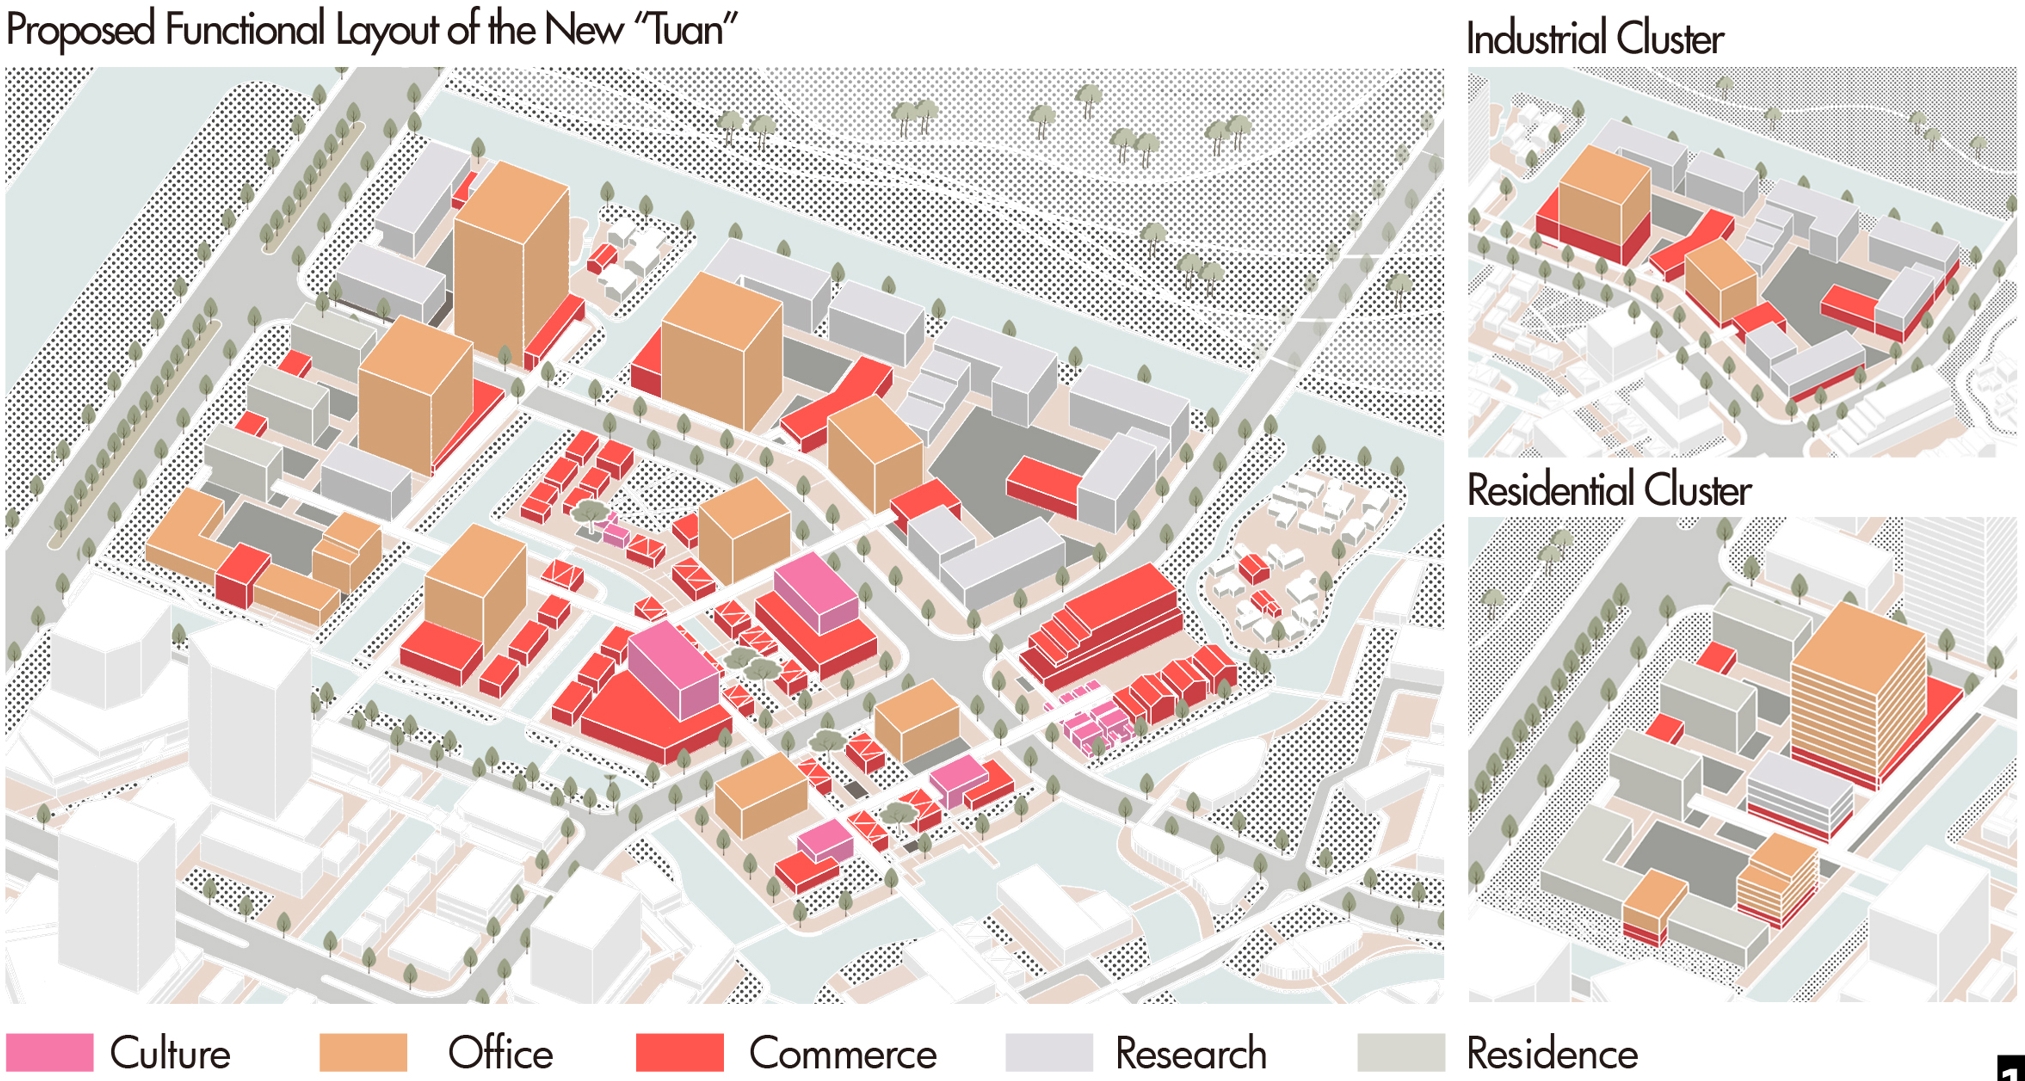 Proposed Functional Layout of the New “Tuan”
Industrial Cluster
Residential Cluster
Culture
Office
Commerce
Research
Residence